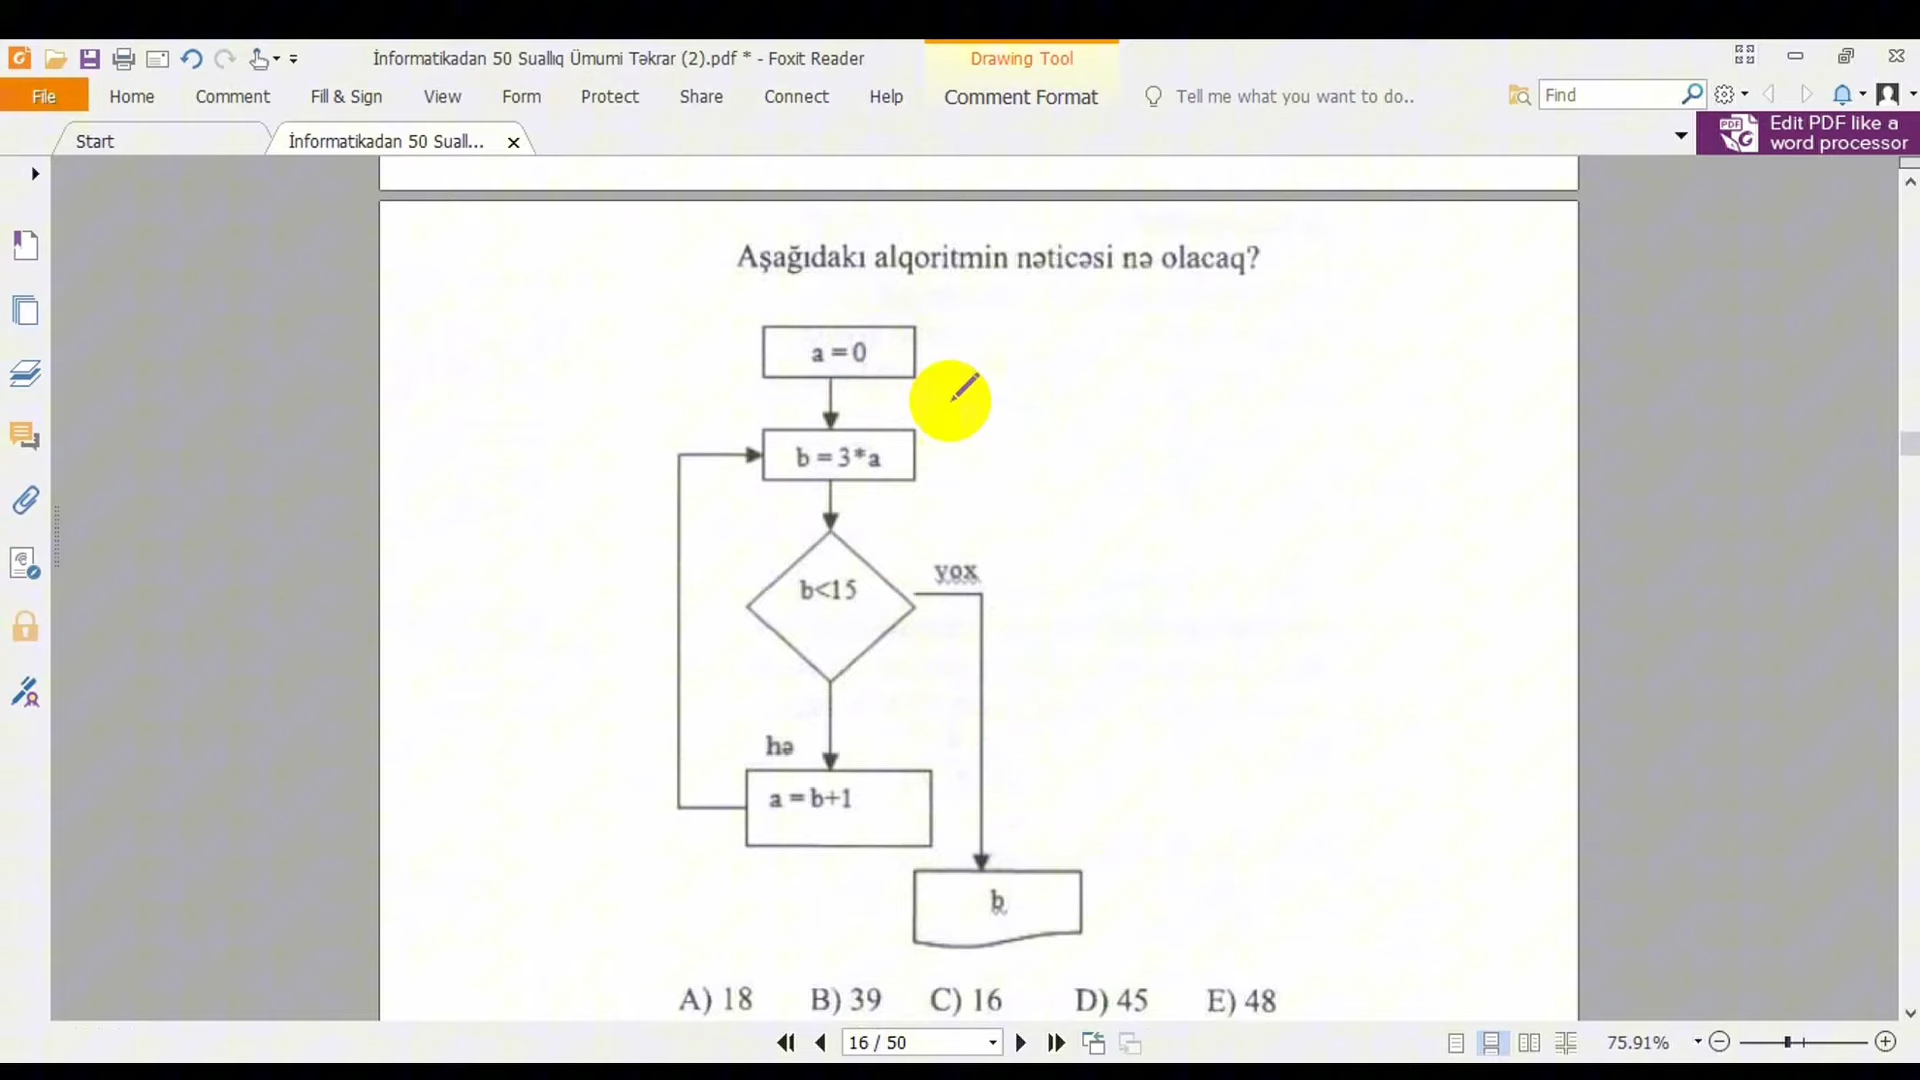 İnformatikadan 50 Suallıq Ümumi Təkrar (2).pdf * - Foxit Reader
Drawing Tool
File
Home
Comment
Fill & Sign
View
Form
Protect
Share
Connect
Help
Comment Format
Tell me what you want to do..
Find
Start
İnformatikadan 50 Suall...
PDF
Edit PDF like a
word processor
Aşağıdakı alqoritmin nəticəsi nə olacaq?
a = 0
b = 3*a
b<15
yox
hə
a = b+1
b
A) 18 B) 39 C) 16 D) 45 E) 48
16 / 50
75.91%